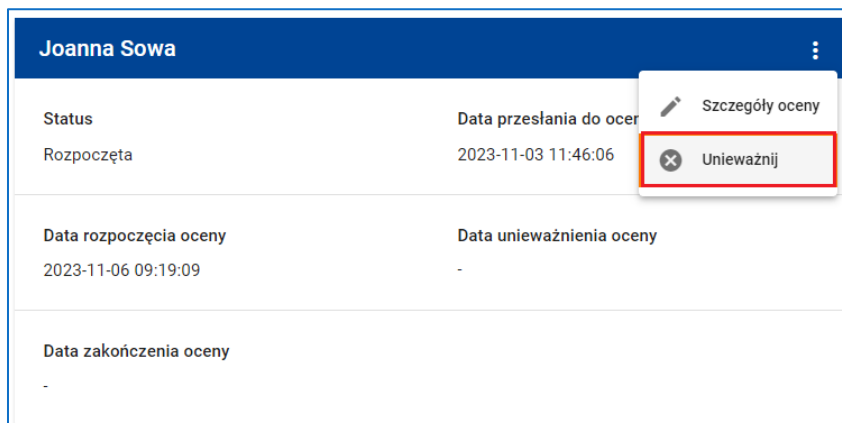 Joanna Sowa
Status
Rozpoczęta
Data przesłania do ocen
2023-11-03 11:46:06
Szczegóły oceny
Unieważnij
Data rozpoczęcia oceny
2023-11-06 09:19:09
Data unieważnienia oceny
-
Data zakończenia oceny
-